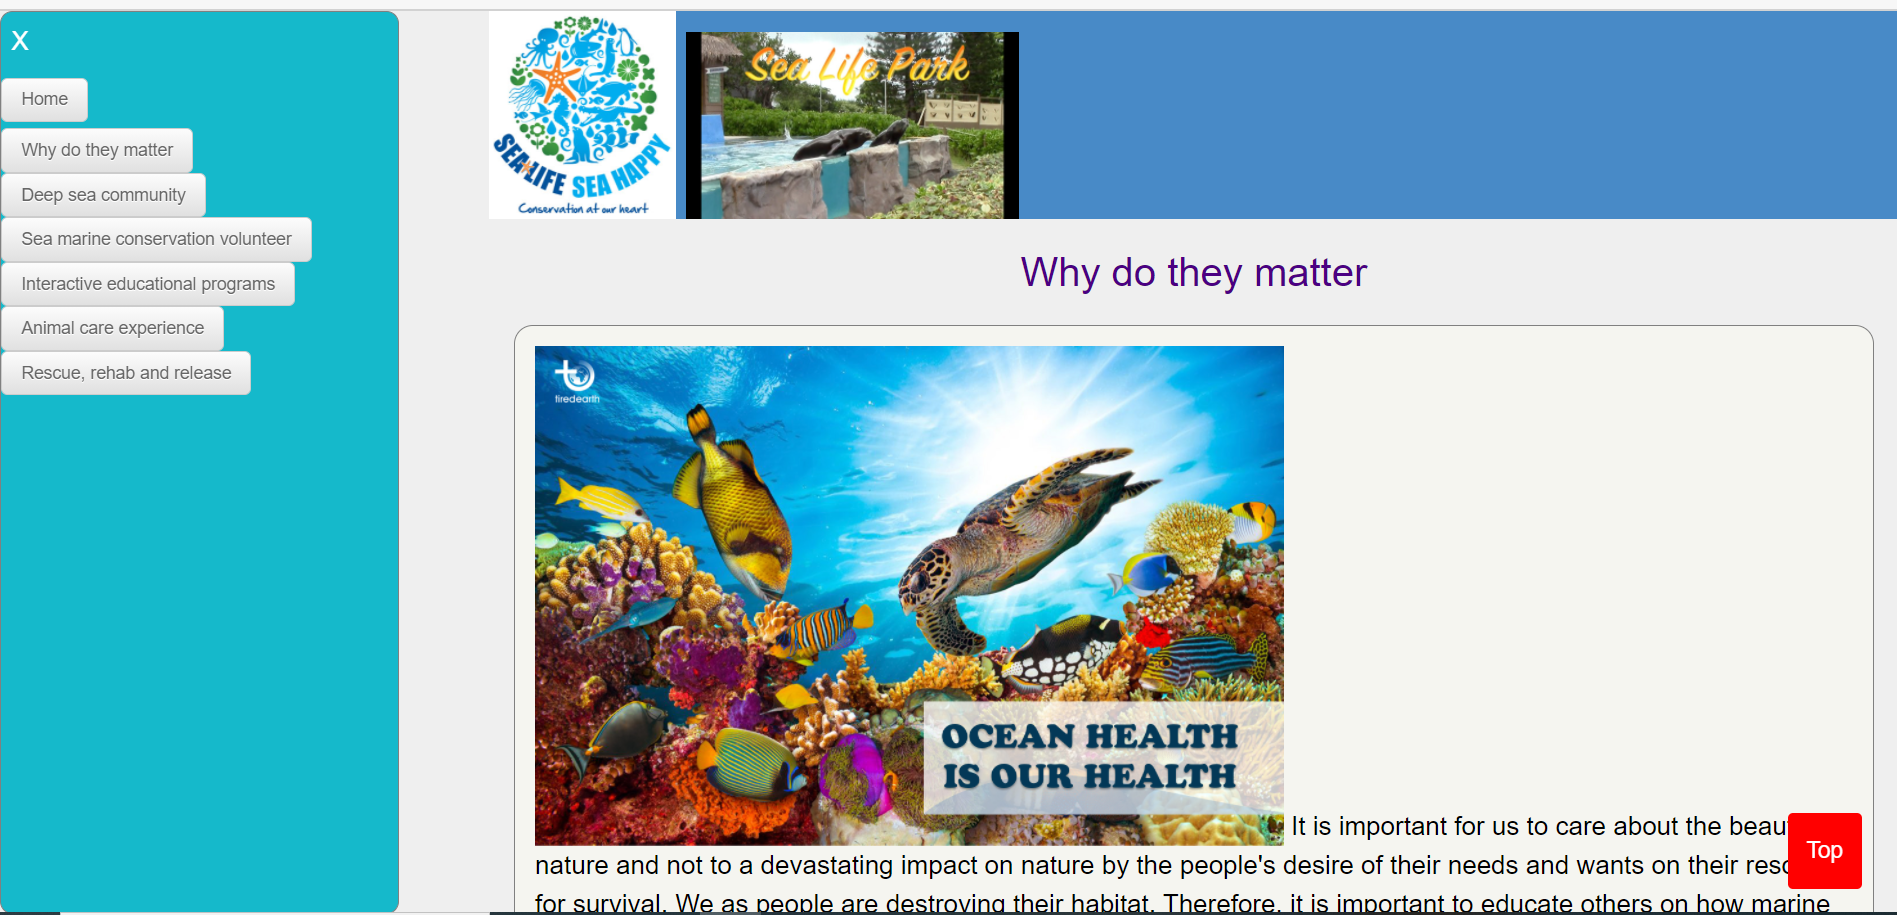 X
Home
Why do they matter
Deep sea community
Sea marine conservation volunteer
Interactive educational programs
Animal care experience
Rescue, rehab and release
SEA LIFE SEA HAPPY
Conservation at our heart
Sea Life Park
Why do they matter
tiredearth
OCEAN HEALTH
IS OUR HEALTH
It is important for us to care about the beau
nature and not to a devastating impact on nature by the people's desire of their needs and wants on their reso
for survival. We as people are destroying their habitat. Therefore, it is important to educate others on how marine
Top